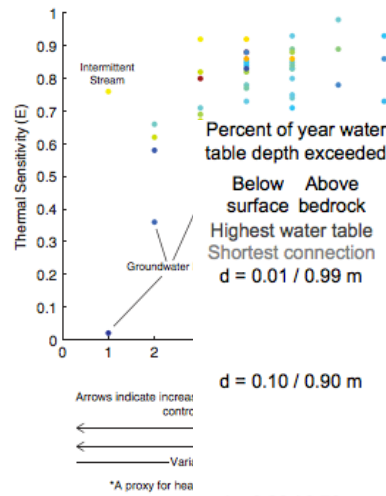 1
0.9
0.8
0.7
0.6
0.5
0.4
0.3
0.2
0.1
0
Thermal Sensitivity (E)
Intermittent
Stream
Groundwater
0 1 2
Percent of year water
table depth exceeded
Below Above
surface bedrock
Highest water table
Shortest connection
d = 0.01 / 0.99 m
d = 0.10 / 0.90 m
Arrows indicate
contro
Varia
*A proxy for hea